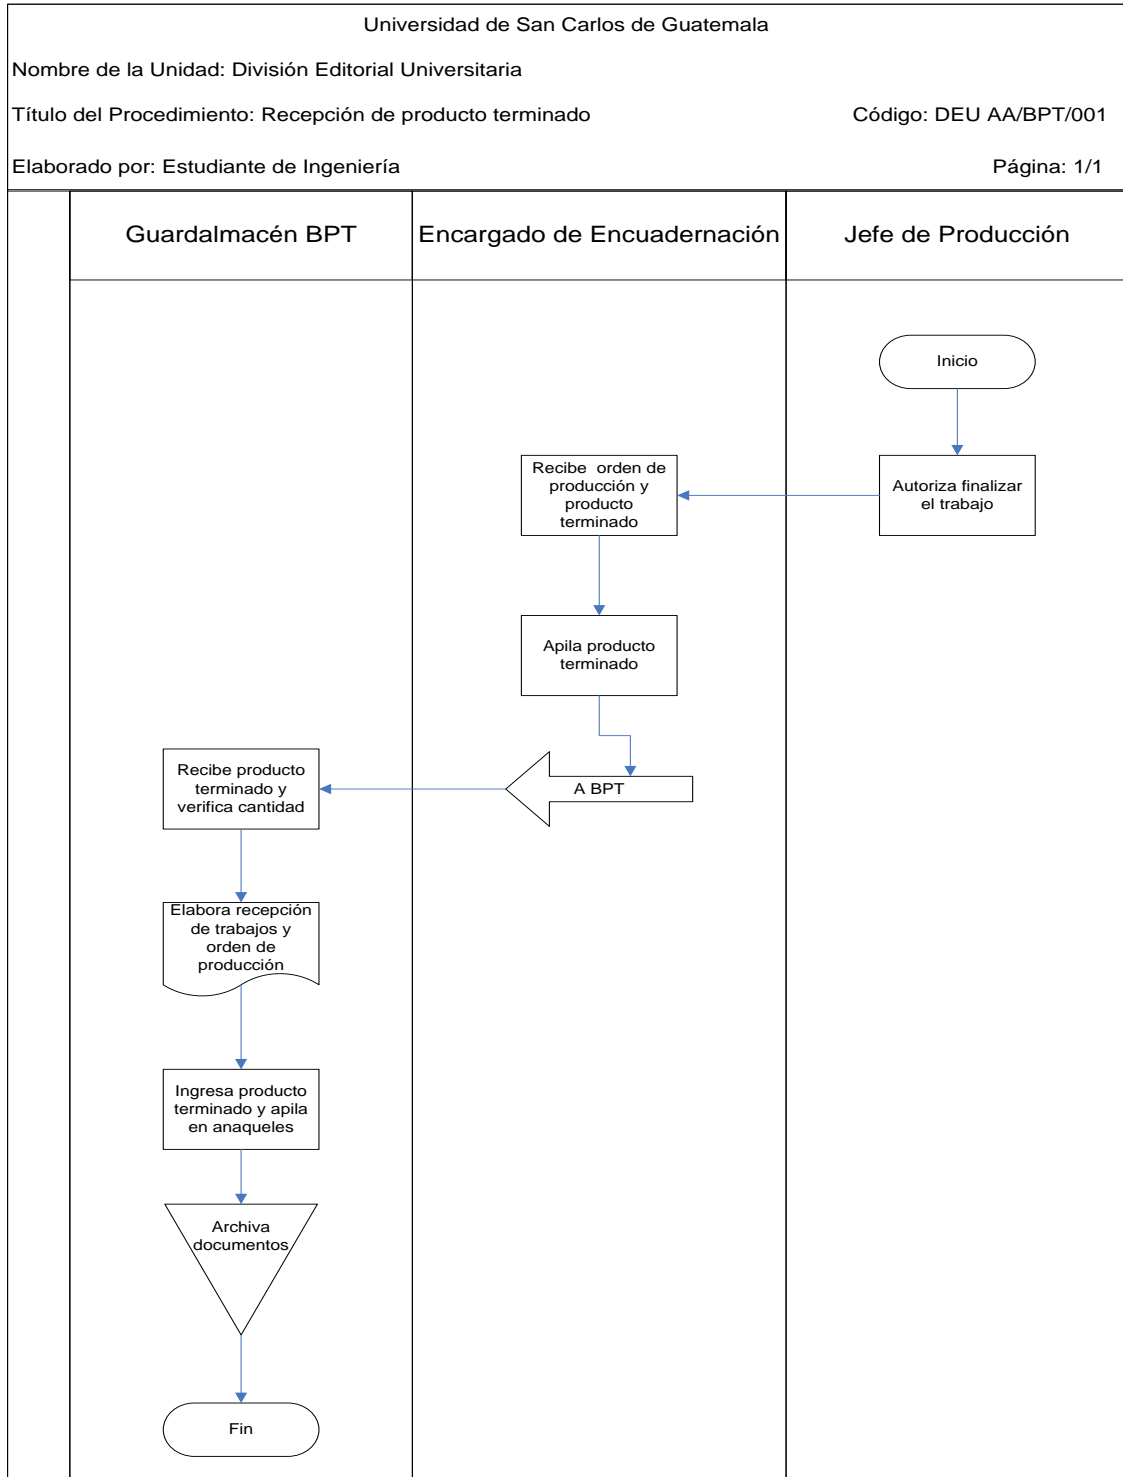 Universidad de San Carlos de Guatemala
Nombre de la Unidad: División Editorial Universitaria
Título del Procedimiento: Recepción de producto terminado
Código: DEU AA/BPT/001
Elaborado por: Estudiante de Ingeniería
Página: 1/1
Guardalmacén BPT
Encargado de Encuadernación
Jefe de Producción
Inicio
Autoriza finalizar
el trabajo
Recibe orden de
producción y
producto
terminado
Apila producto
terminado
A BPT
Recibe producto
terminado y
verifica cantidad
Elabora recepción
de trabajos y
orden de
producción
Ingresa producto
terminado y apila
en anaqueles
Archiva
documentos
Fin